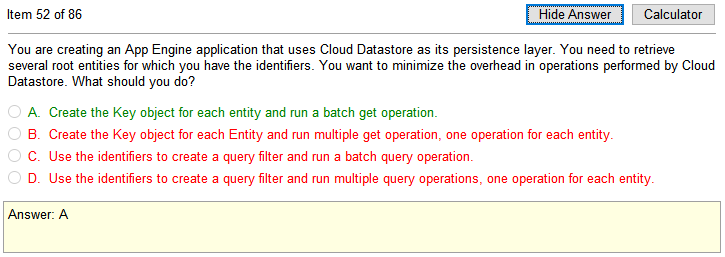 Item 52 of 86
Hide Answer
Calculator
You are creating an App Engine application that uses Cloud Datastore as its persistence layer. You need to retrieve
several root entities for which you have the identifiers. You want to minimize the overhead in operations performed by Cloud
Datastore. What should you do?
A. Create the Key object for each entity and run a batch get operation.
B. Create the Key object for each Entity and run multiple get operation, one operation for each entity.
C. Use the identifiers to create a query filter and run a batch query operation.
D. Use the identifiers to create a query filter and run multiple query operations, one operation for each entity.
Answer: A